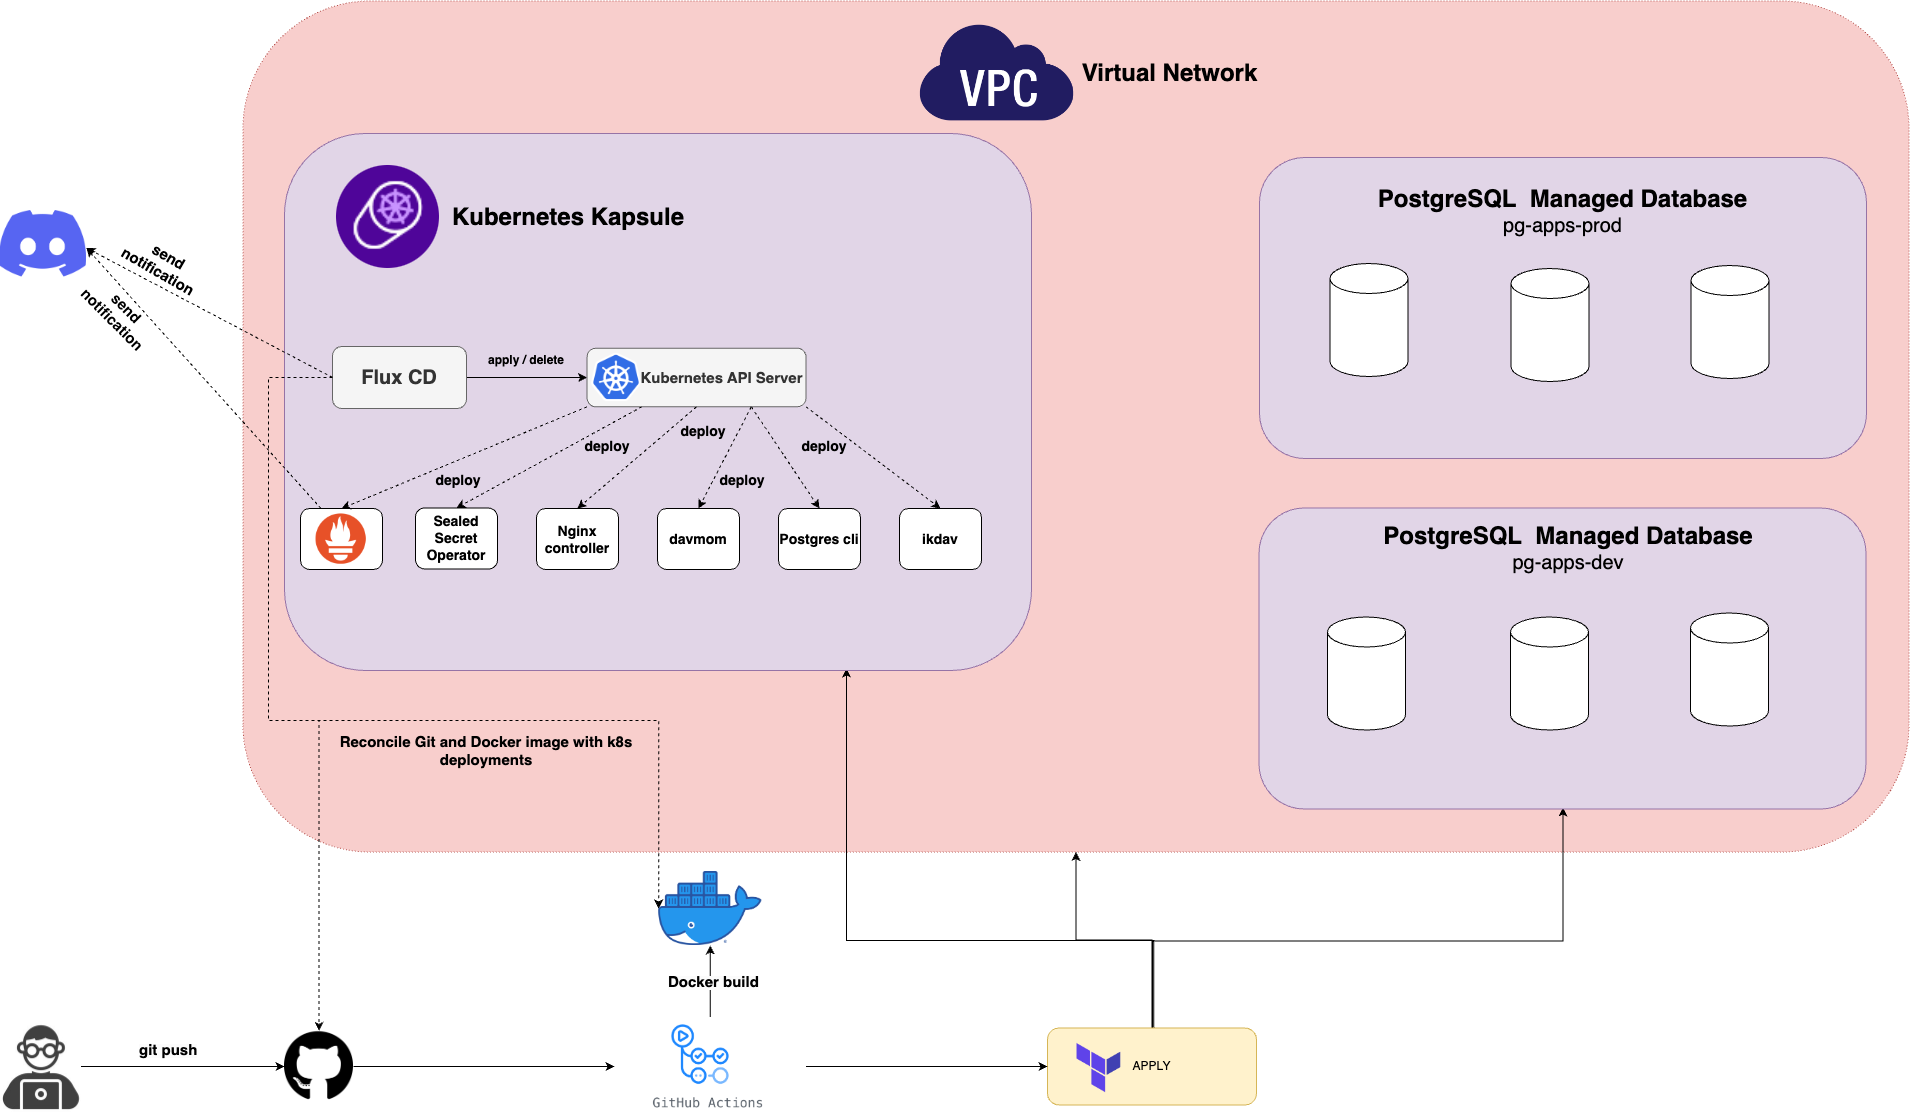 VPC
Virtual Network
Kubernetes Kapsule
PostgreSQL  Managed Database
pg-apps-prod
send
notification
send
notification
Flux CD
apply / delete
Kubernetes API Server
deploy
deploy
deploy
deploy
deploy
Sealed
Secret
Operator
Nginx
controller
davmom
Postgres cli
ikdav
PostgreSQL  Managed Database
pg-apps-dev
Reconcile Git and Docker image with k8s
deployments
Docker build
git push
GitHub Actions
APPLY